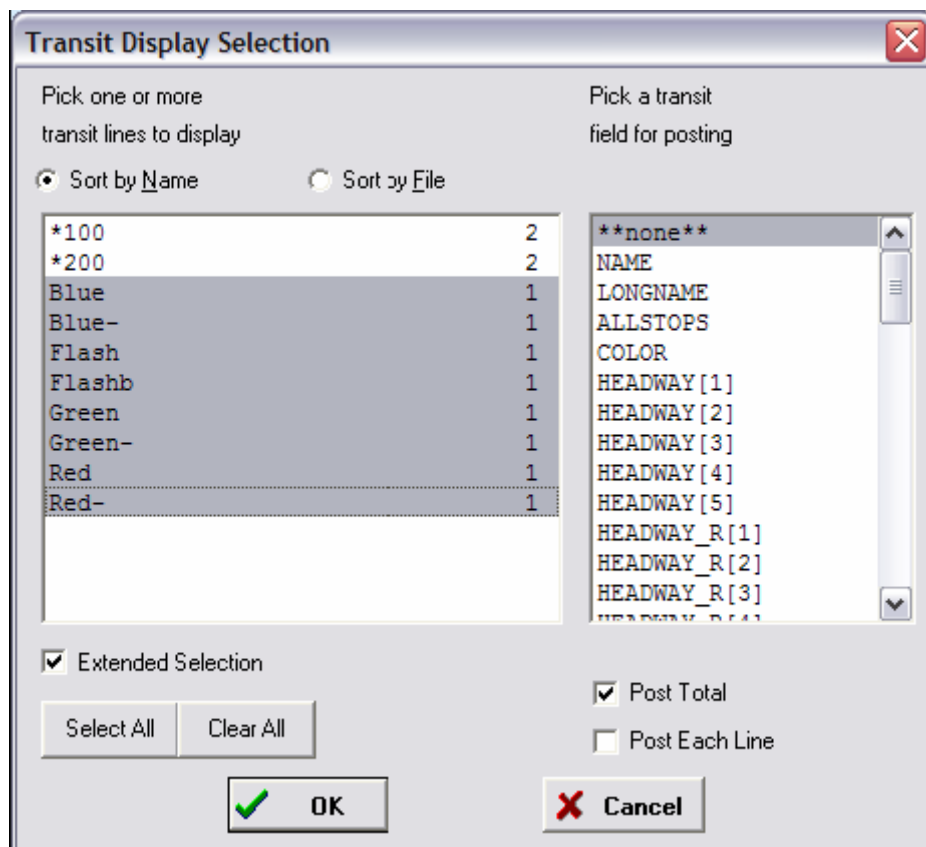 Transit Display Selection
Pick one or more
transit lines to display
Pick a transit
field for posting
Sort by Name
Sort by File
*100 2
*200 2
Blue 1
Blue- 1
Flash 1
Flashb 1
Green 1
Green- 1
Red 1
Red- 1
**none**
NAME
LONGNAME
ALLSTOPS
COLOR
HEADWAY[1]
HEADWAY[2]
HEADWAY[3]
HEADWAY[4]
HEADWAY[5]
HEADWAY_R[1]
HEADWAY_R[2]
HEADWAY_R[3]
HEADWAY_R[4]
Extended Selection
Select All
Clear All
Post Total
Post Each Line
OK
Cancel